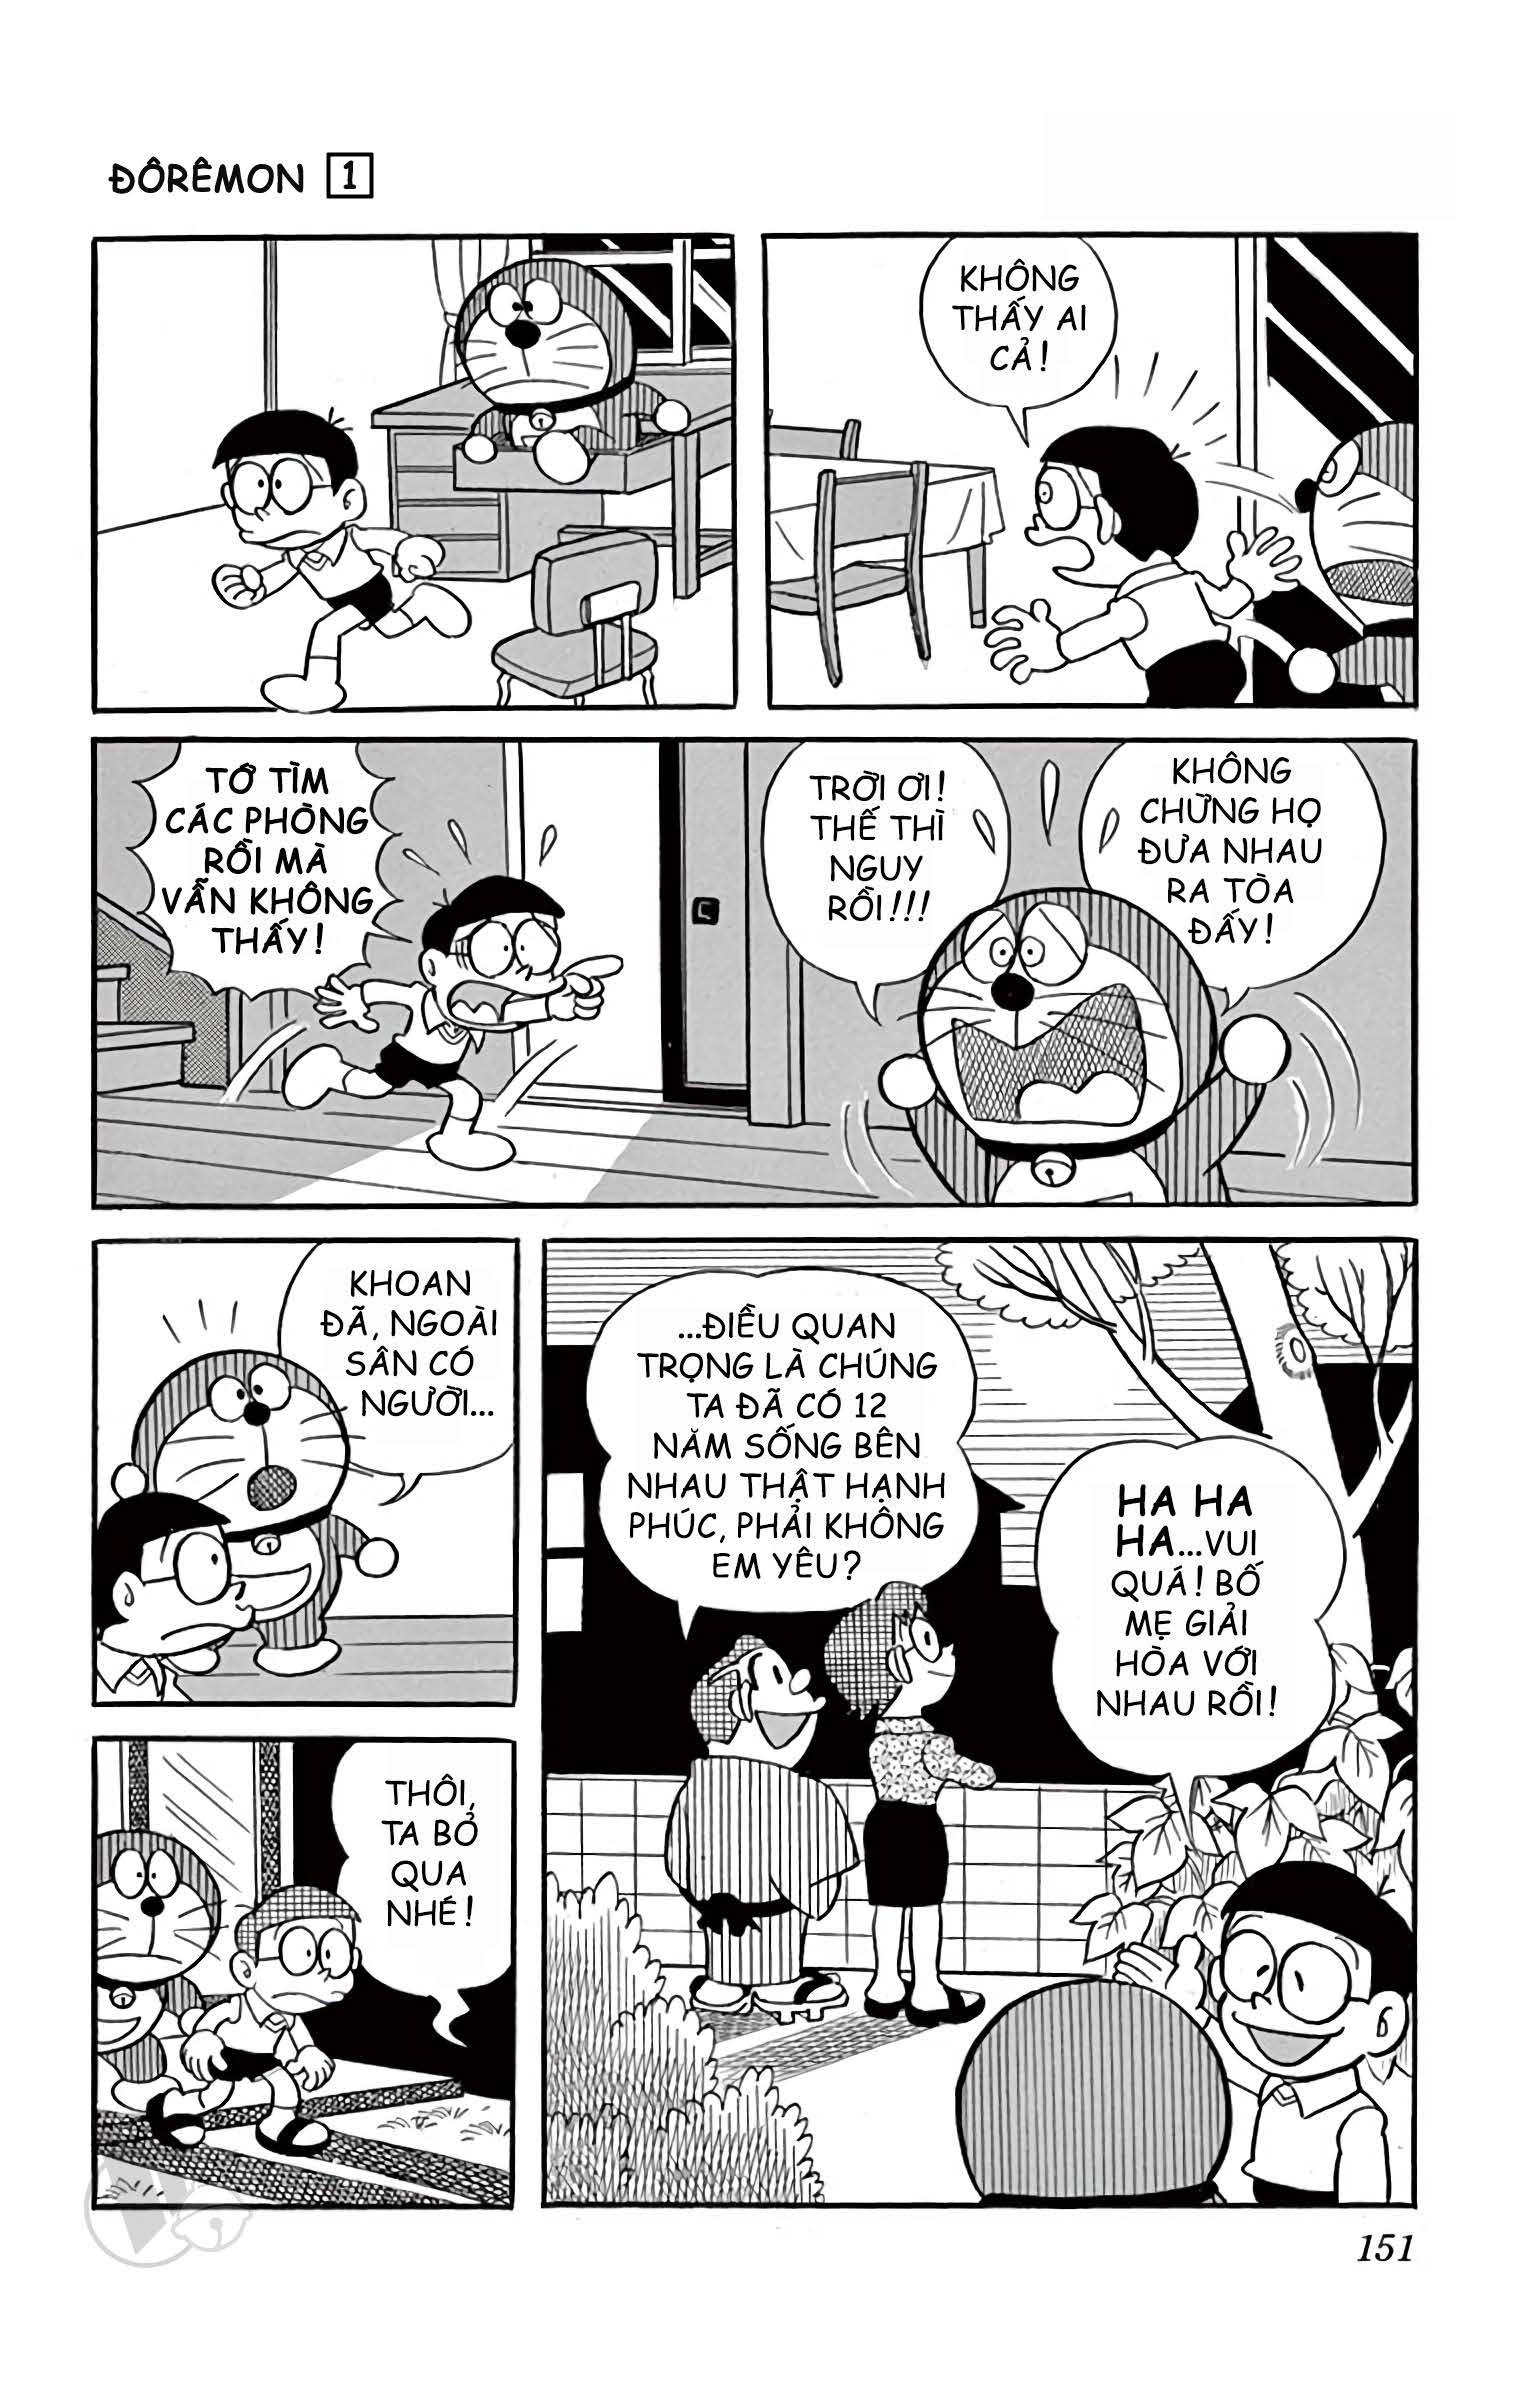 ĐÔRÊMON 1
KHÔNG
THẤY AI
CẢ!
TỚ TÌM
CÁC PHÒNG
RỒI MÀ
VẪN KHÔNG
THẤY!
TRỜI ƠI!
THẾ THÌ
NGUY
RỒI!!!
KHÔNG
CHỪNG HỌ
ĐƯA NHAU
RA TÒA
ĐẤY!
KHOAN
ĐÃ, NGOÀI
SÂN CÓ
NGƯỜI...
THÔI,
TA BỎ
QUA
NHÉ!
...ĐIỀU QUAN
TRỌNG LÀ CHÚNG
TA ĐÃ CÓ 12
NĂM SỐNG BÊN
NHAU THẬT HẠNH
PHÚC, PHẢI KHÔNG
EM YÊU?
HA HA
HA...VUI
QUÁ! BỐ
MẸ GIẢI
HÒA VỚI
NHAU RỒI!
151